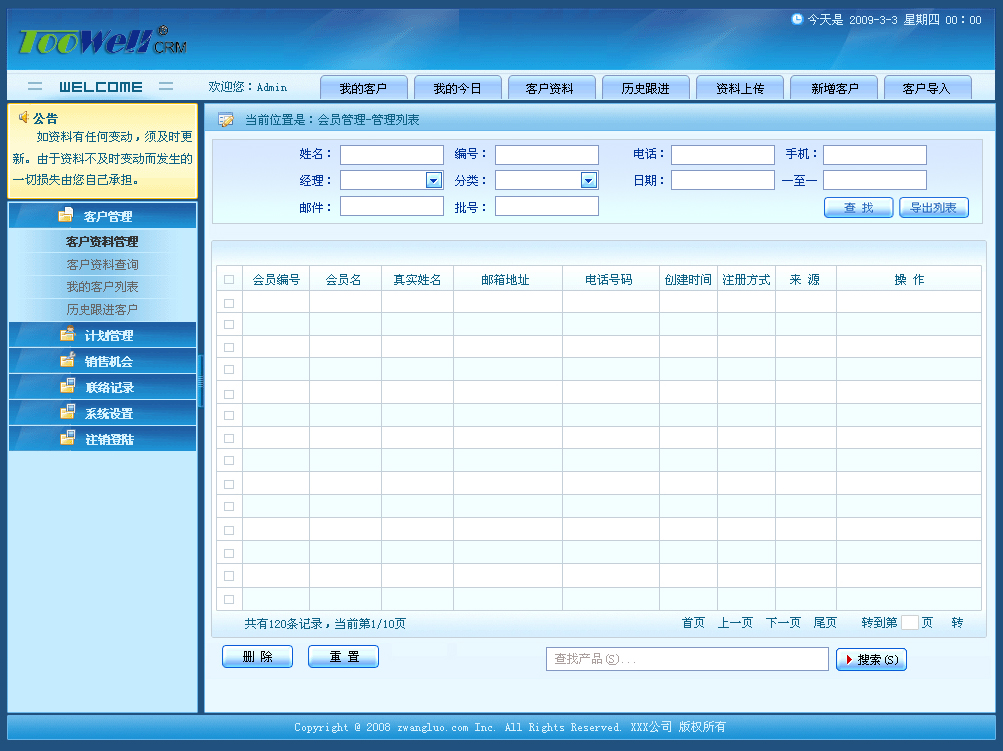 TooWell® CRM
今天是 2009-3-3 星期四 00：00
WELCOME
欢迎您：Admin
我的客户 我的今日 客户资料 历史跟进 资料上传 新增客户 客户导入
公告
如资料有任何变动，须及时更
新。由于资料不及时变动而发生的
一切损失由您自己承担。
客户管理
客户资料管理
客户资料查询
我的客户列表
历史跟进客户
计划管理
销售机会
联络记录
系统设置
注销登陆
当前位置是：会员管理-管理列表
姓名： 编号： 电话： 手机：
经理： 分类： 日期： —至—
邮件： 批号： 查 找 导出列表
会员编号 会员名 真实姓名 邮箱地址 电话号码 创建时间 注册方式 来 源 操 作
共有120条记录，当前第1/10页 首页 上一页 下一页 尾页 转到第 页 转
删 除 重 置 查找产品(S)... 搜索(S)
Copyright @ 2008 zwangluo.com Inc. All Rights Reserved. XXX公司 版权所有